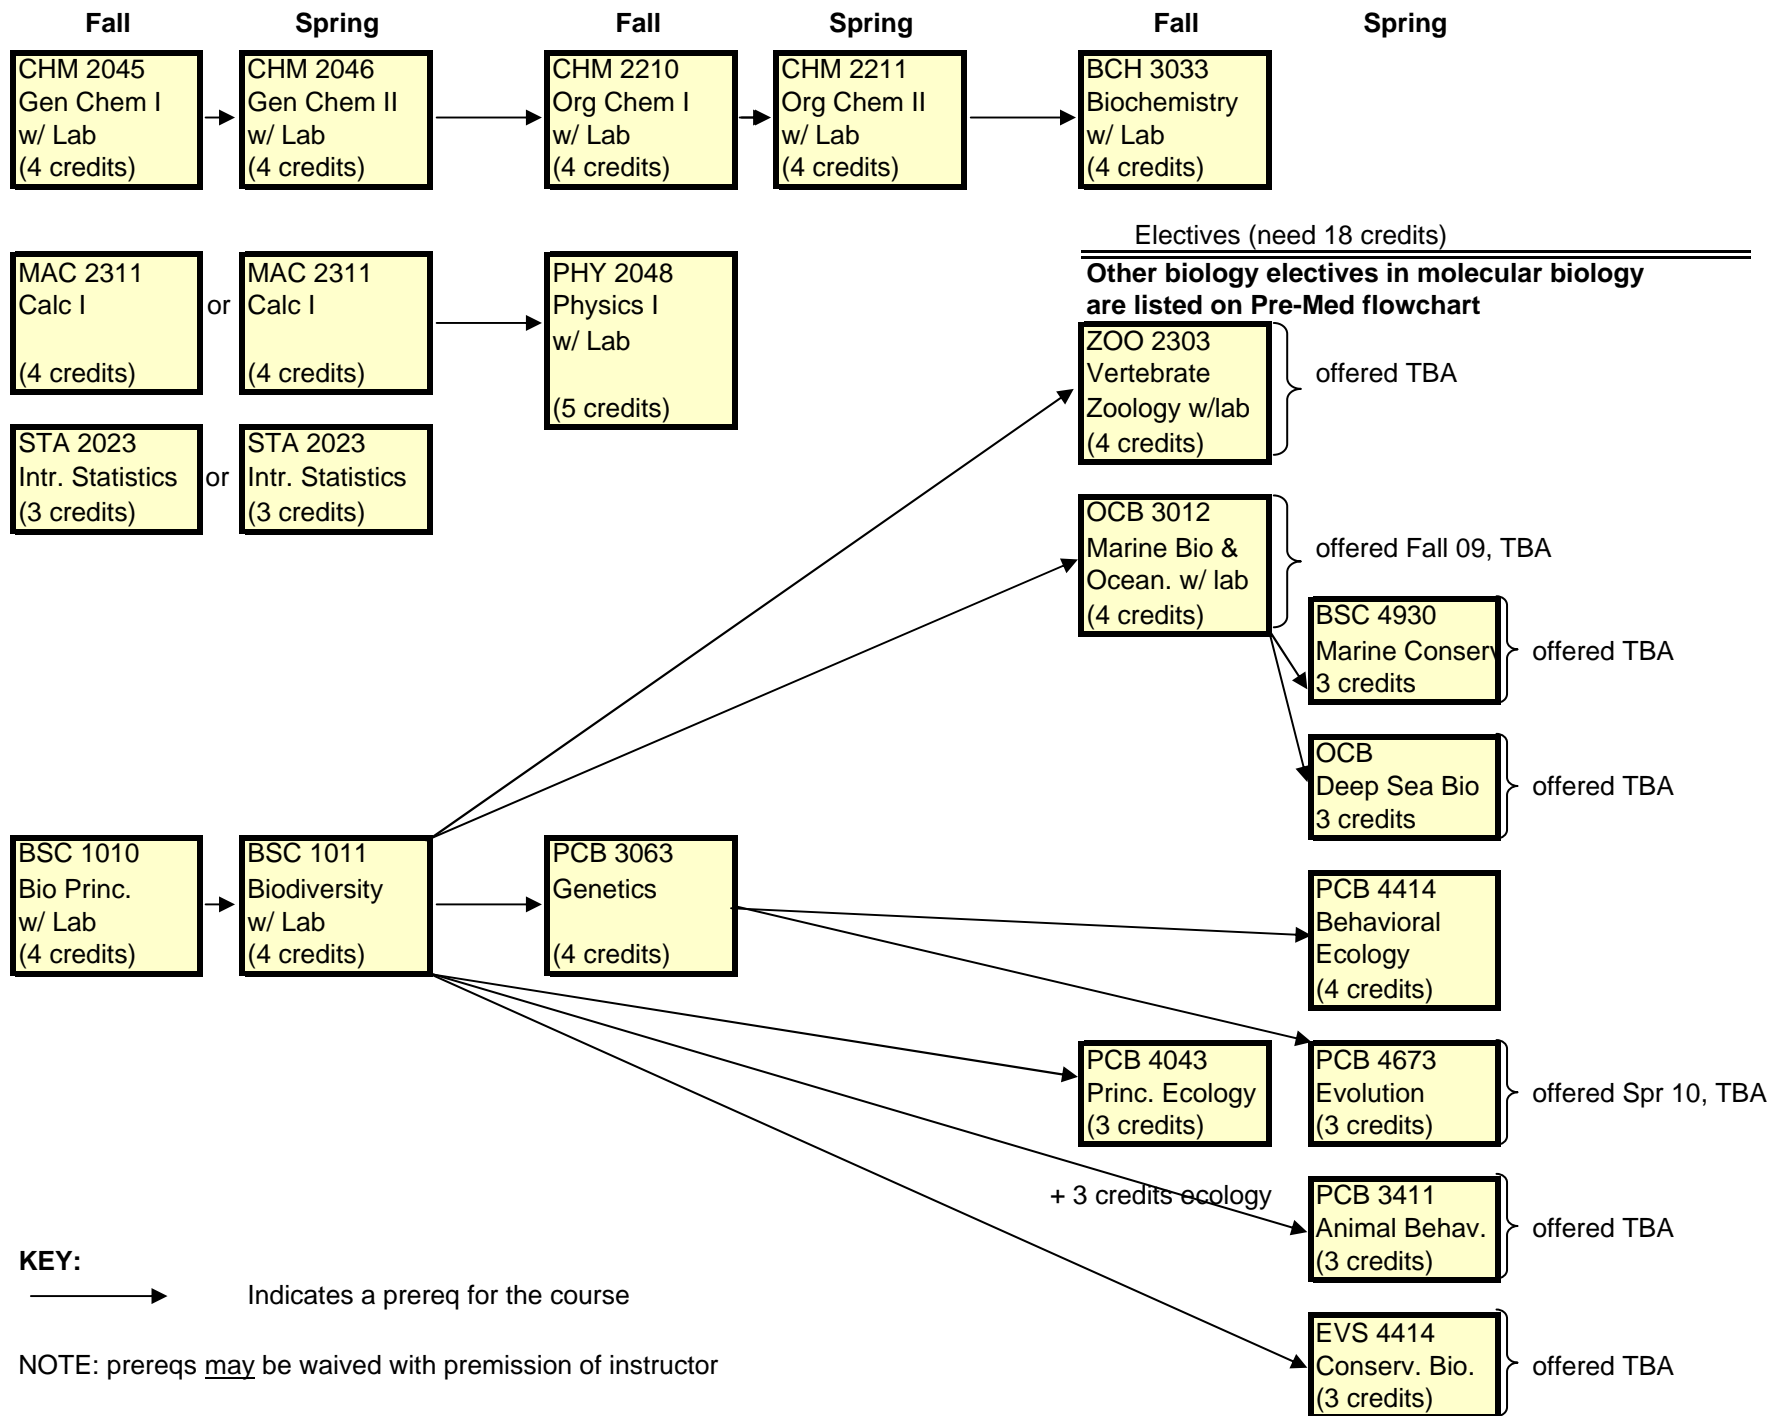 Fall Spring Fall Spring Fall Spring
CHM 2045
Gen Chem I
w/ Lab
(4 credits)
CHM 2046
Gen Chem II
w/ Lab
(4 credits)
CHM 2210
Org Chem I
w/ Lab
(4 credits)
CHM 2211
Org Chem II
w/ Lab
(4 credits)
BCH 3033
Biochemistry
w/ Lab
(4 credits)
Electives (need 18 credits)
Other biology electives in molecular biology
are listed on Pre-Med flowchart
MAC 2311
Calc I
(4 credits)
or
MAC 2311
Calc I
(4 credits)
PHY 2048
Physics I
w/ Lab
(5 credits)
ZOO 2303
Vertebrate
Zoology w/lab
(4 credits)
offered TBA
STA 2023
Intr. Statistics
(3 credits)
or
STA 2023
Intr. Statistics
(3 credits)
OCB 3012
Marine Bio &
Ocean. w/ lab
(4 credits)
offered Fall 09, TBA
BSC 4930
Marine Conserv
3 credits
offered TBA
OCB
Deep Sea Bio
3 credits
offered TBA
BSC 1010
Bio Princ.
w/ Lab
(4 credits)
BSC 1011
Biodiversity
w/ Lab
(4 credits)
PCB 3063
Genetics
(4 credits)
PCB 4414
Behavioral
Ecology
(4 credits)
PCB 4043
Princ. Ecology
(3 credits)
PCB 4673
Evolution
(3 credits)
offered Spr 10, TBA
+ 3 credits ecology
PCB 3411
Animal Behav.
(3 credits)
offered TBA
KEY:
Indicates a prereq for the course
EVS 4414
Conserv. Bio.
(3 credits)
offered TBA
NOTE: prereqs may be waived with premission of instructor